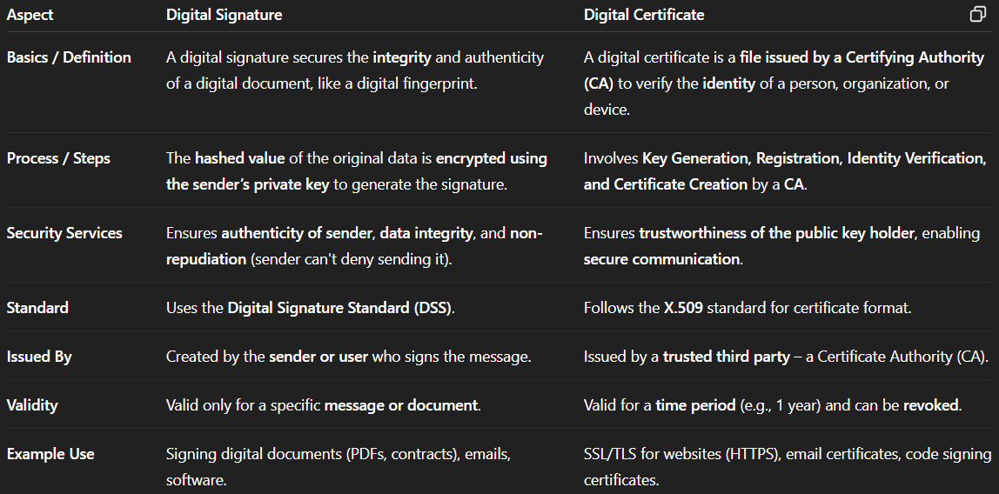 Aspect Digital Signature Digital Certificate
Basics / Definition A digital signature secures the integrity and authenticity A digital certificate is a file issued by a Certifying Authority
of a digital document, like a digital fingerprint. (CA) to verify the identity of a person, organization, or
device.
Process / Steps The hashed value of the original data is encrypted using Involves Key Generation, Registration, Identity Verification,
the sender’s private key to generate the signature. and Certificate Creation by a CA.
Security Services Ensures authenticity of sender, data integrity, and non- Ensures trustworthiness of the public key holder, enabling
repudiation (sender can't deny sending it). secure communication.
Standard Uses the Digital Signature Standard (DSS). Follows the X.509 standard for certificate format.
Issued By Created by the sender or user who signs the message. Issued by a trusted third party – a Certificate Authority (CA).
Validity Valid only for a specific message or document. Valid for a time period (e.g., 1 year) and can be revoked.
Example Use Signing digital documents (PDFs, contracts), emails, SSL/TLS for websites (HTTPS), email certificates, code signing
software. certificates.